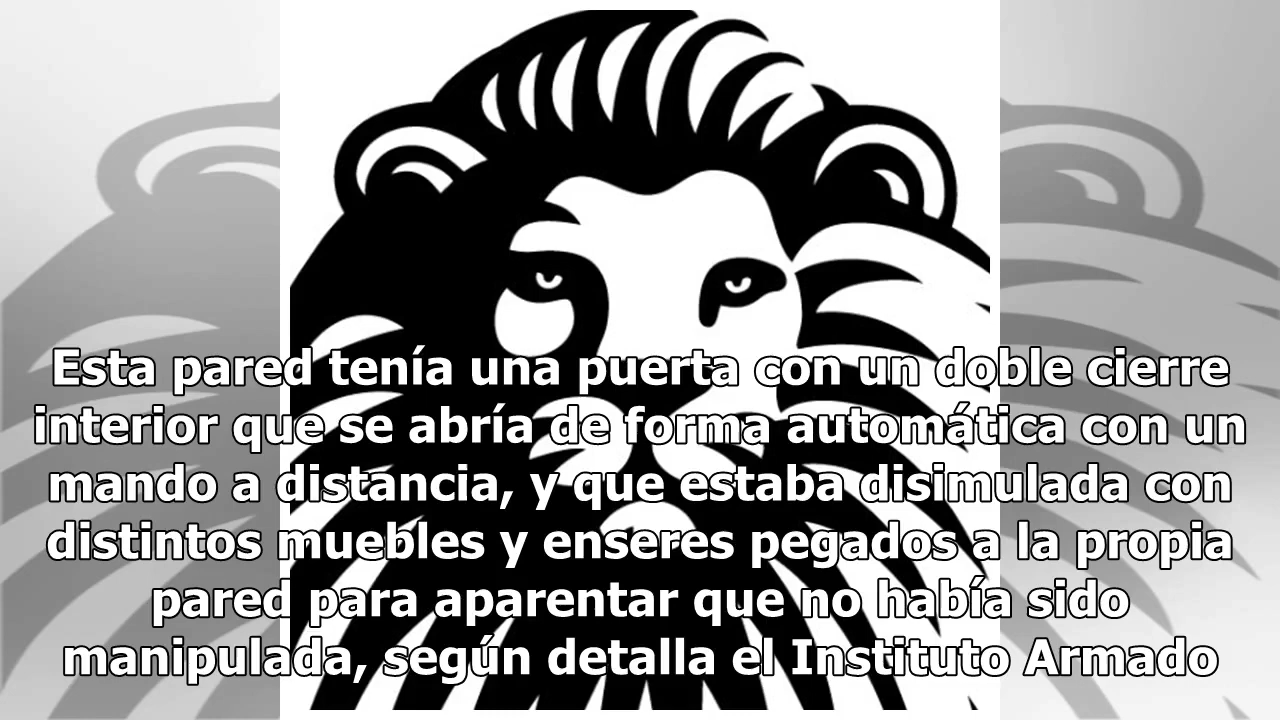 Esta pared tenía una puerta con un doble cierre
interior que se abría de forma automática con un
mando a distancia, y que estaba disimulada con
distintos muebles y enseres pegados a la propia
pared para aparentar que no había sido
manipulada, según detalla el Instituto Armado